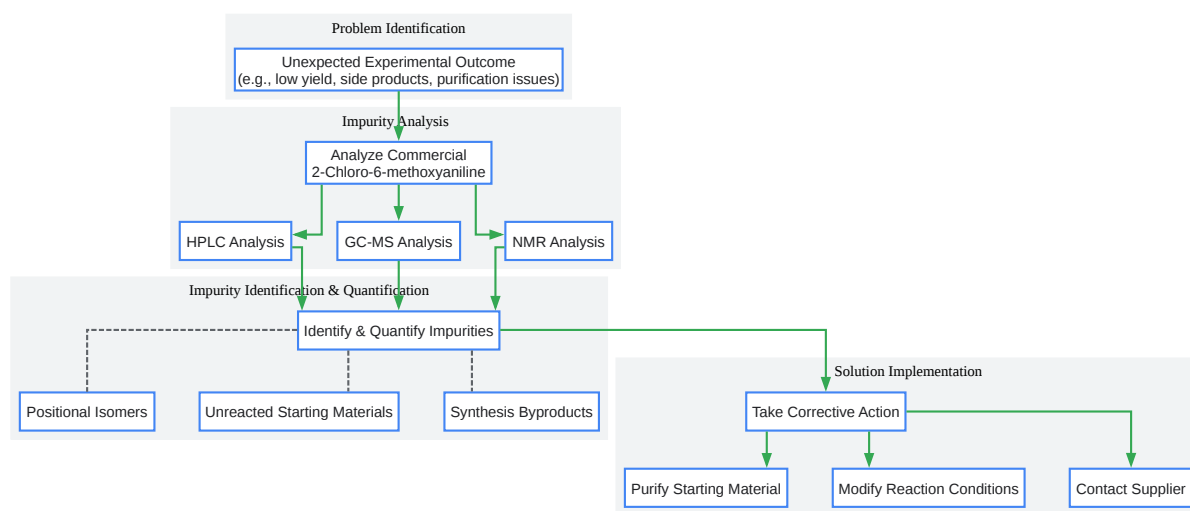 Problem Identification
Unexpected Experimental Outcome
(e.g., low yield, side products, purification issues)
Impurity Analysis
Analyze Commercial
2-Chloro-6-methoxyaniline
HPLC Analysis
GC-MS Analysis
NMR Analysis
Impurity Identification & Quantification
Identify & Quantify Impurities
Positional Isomers
Unreacted Starting Materials
Synthesis Byproducts
Solution Implementation
Take Corrective Action
Purify Starting Material
Modify Reaction Conditions
Contact Supplier